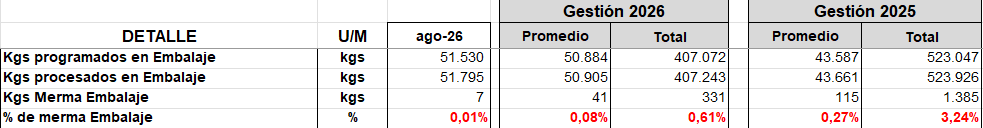 Gestión 2026 Gestión 2025
DETALLE U/M ago-26 Promedio Total Promedio Total
Kgs programados en Embalaje kgs 51.530 50.884 407.072 43.587 523.047
Kgs procesados en Embalaje kgs 51.795 50.905 407.243 43.661 523.926
Kgs Merma Embalaje kgs 7 41 331 115 1.385
% de merma Embalaje % 0,01% 0,08% 0,61% 0,27% 3,24%